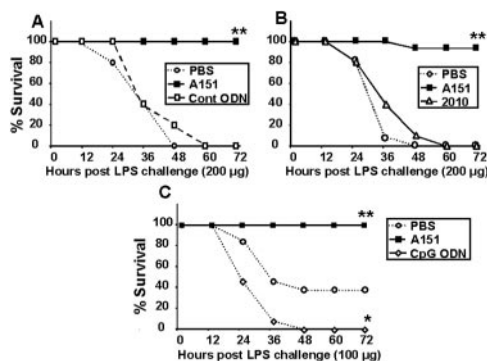 A
**
100
80
60
40
20
0
% Survival
PBS
A151
Cont ODN
0 12 24 36 48 60 72
Hours post LPS challenge (200 µg)
B
**
100
80
60
40
20
0
% Survival
PBS
A151
2010
0 12 24 36 48 60 72
Hours post LPS challenge (200 µg)
C
**
100
80
60
40
20
0
% Survival
PBS
A151
CpG ODN
*
0 12 24 36 48 60 72
Hours post LPS challenge (100 µg)